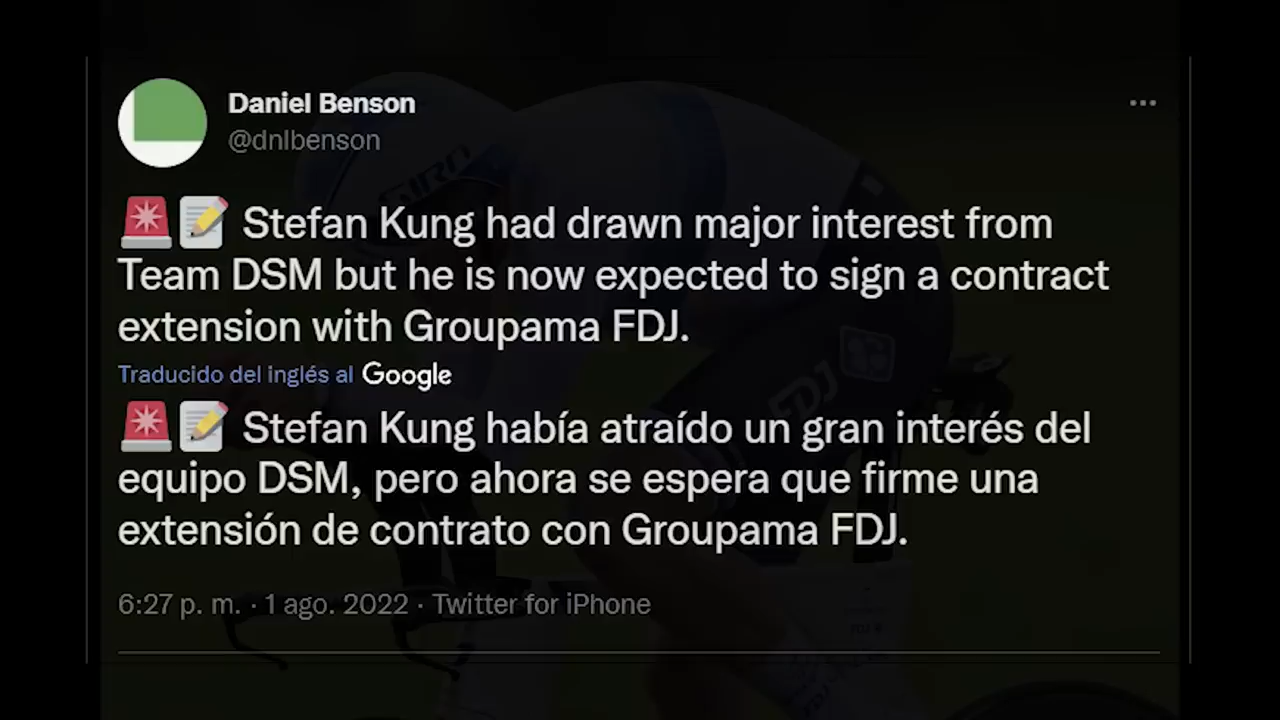 Daniel Benson
@dnlbenson
🚨📝 Stefan Kung had drawn major interest from
Team DSM but he is now expected to sign a contract
extension with Groupama FDJ.
Traducido del inglés al Google
🚨📝 Stefan Kung había atraído un gran interés del
equipo DSM, pero ahora se espera que firme una
extensión de contrato con Groupama FDJ.
6:27 p. m. · 1 ago. 2022 · Twitter for iPhone
GIRO
FDJ